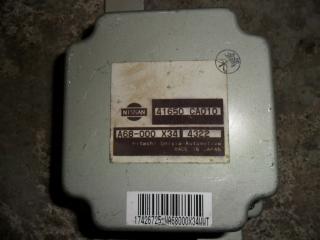 NISSAN
41650 CA010
A68-000 X34 4322
Hitachi Unisia Automotive
MADE IN JAPAN